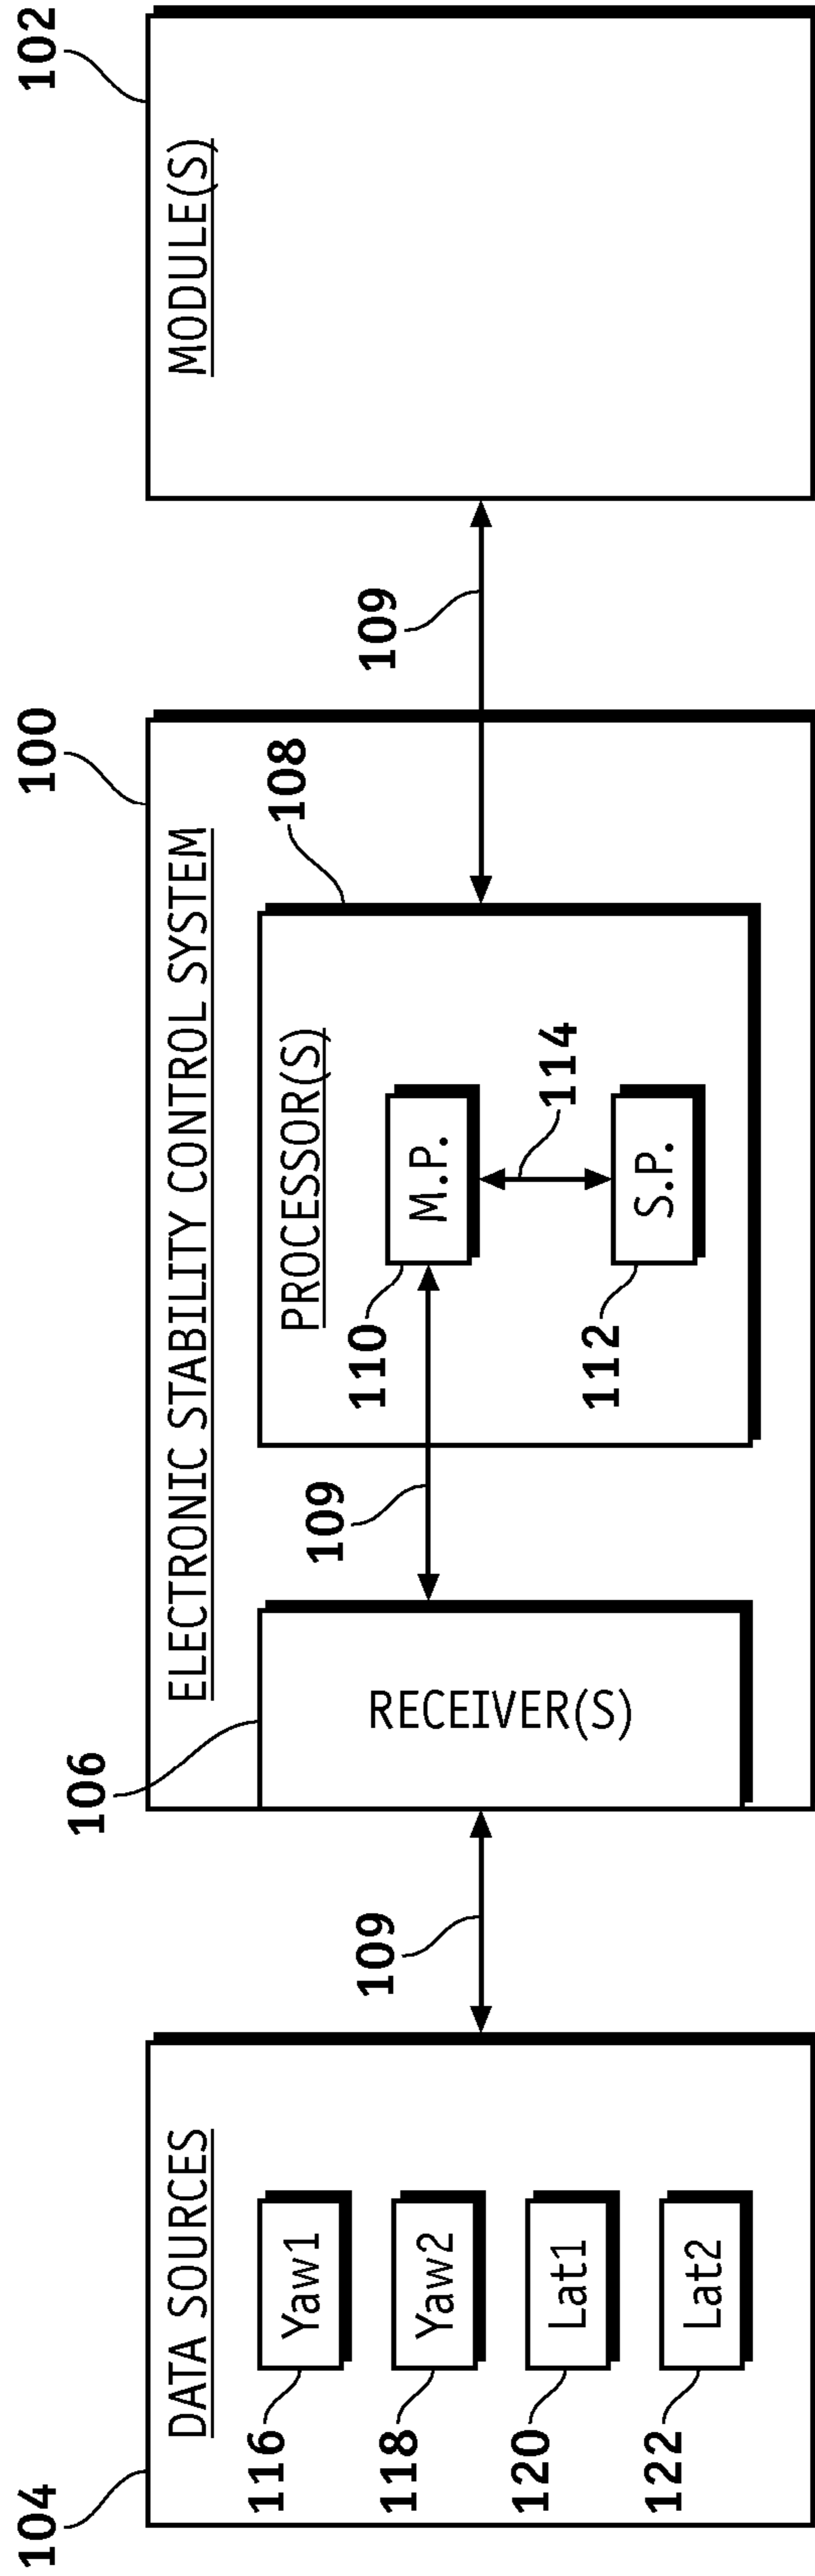 104
DATA SOURCES
116
Yaw1
118
Yaw2
120
Lat1
122
Lat2
109
100
ELECTRONIC STABILITY CONTROL SYSTEM
106
RECEIVER(S)
109
108
PROCESSOR(S)
110
M.P.
114
112
S.P.
109
102
MODULE(S)